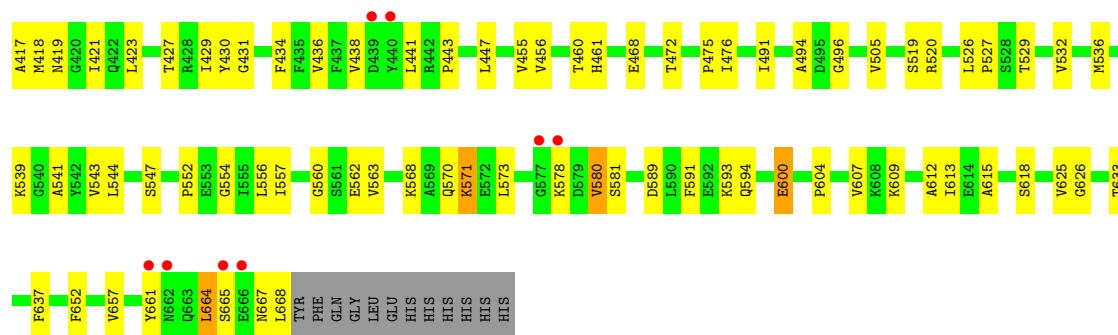 A417 M418 N419 G420 I421 Q422 L423 T427 R428 I429 Y430 G431 F434 F435 V436 F437 V438 D439 Y440 L441 R442 P443 L447 V455 V456 T460 H461 E468 T472 P475 I476 I491 A494 D495 G496 V505 S519 R520 L526 P527 S528 T529 V532 M536
K539 G540 A541 Y542 V543 L544 S547 P552 E553 G554 I555 L556 I557 G560 S561 E562 V563 K568 A569 Q570 K571 E572 L573 G577 K578 D579 V580 S581 D589 L590 F591 E592 K593 Q594 E600 P604 V607 K608 K609 A612 I613 E614 A615 S618 V625 G626 T633
F637 F652 V657 Y661 N662 Q663 L664 S665 E666 N667 L668 TYR PHE GLN GLY LEU GLU HIS HIS HIS HIS HIS HIS